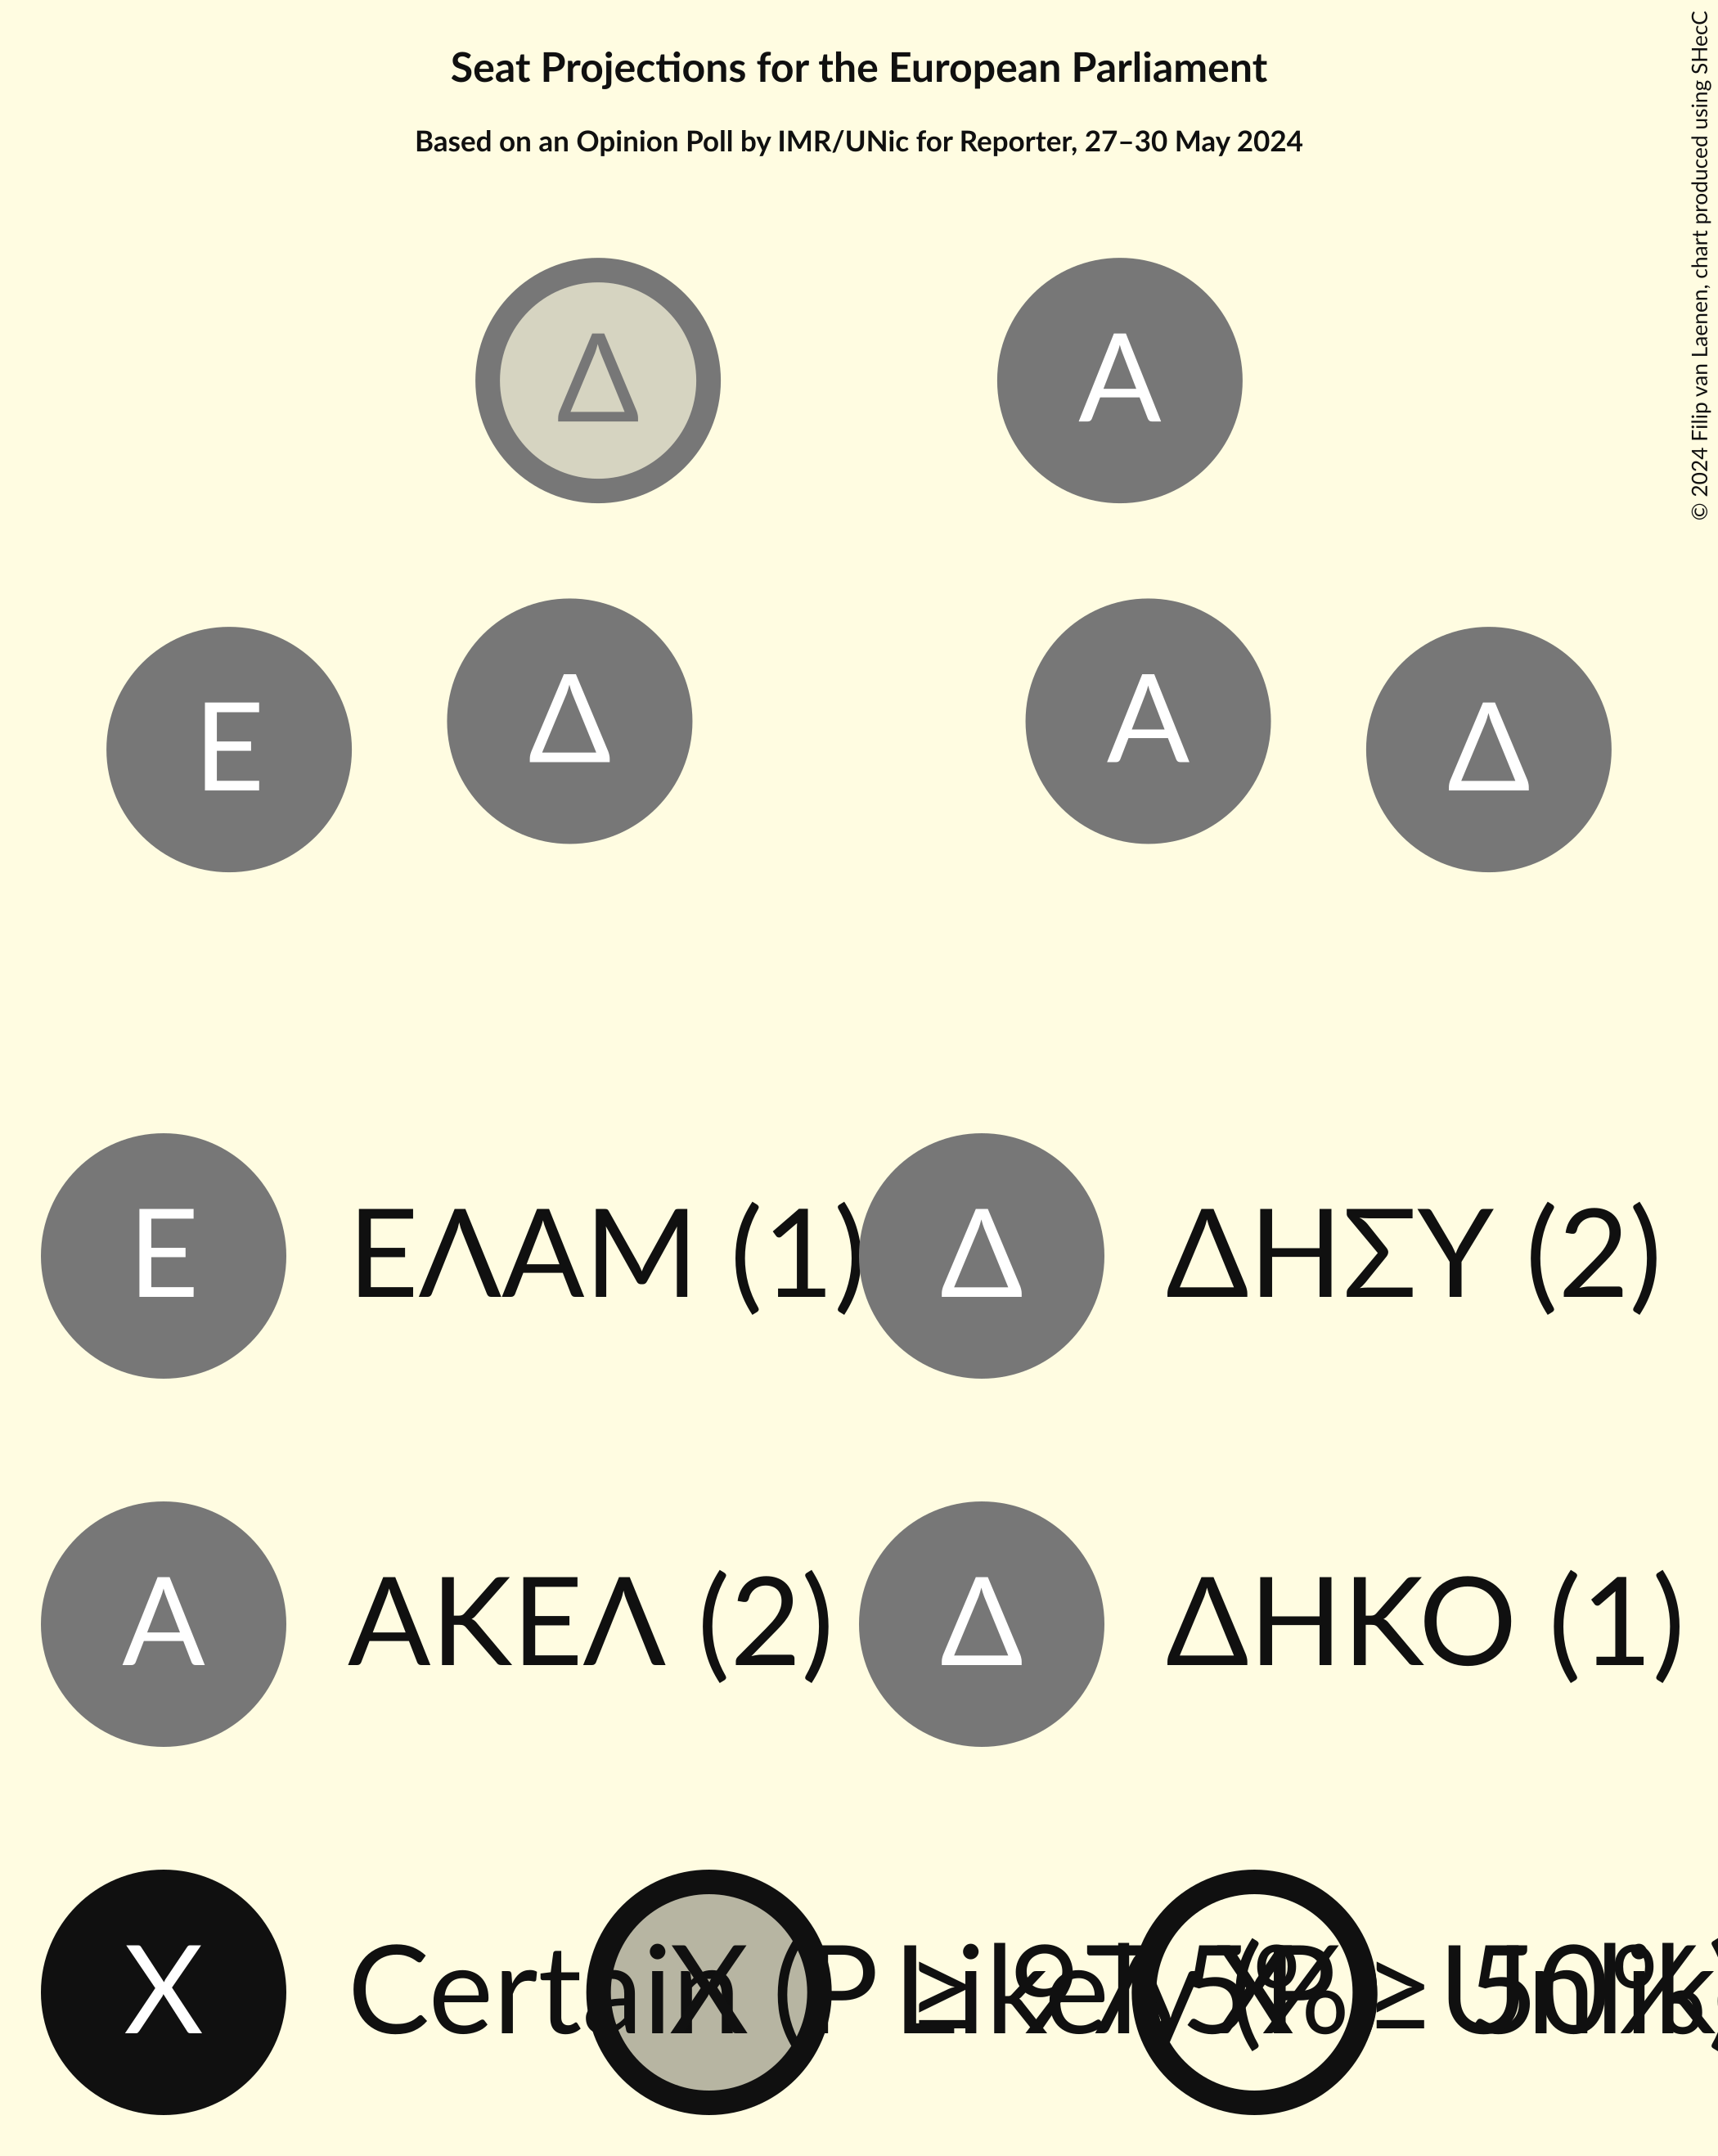 Seat Projections for the European Parliament
Based on an Opinion Poll by IMR/UNic for Reporter, 27–30 May 2024
© 2024 Filip van Laenen, chart produced using SHecC
Δ Α
Ε Δ Α Δ
Ε ΕΛΑΜ (1) Δ ΔΗΣΥ (2)
Α ΑΚΕΛ (2) Δ ΔΗΚΟ (1)
X Certain X X